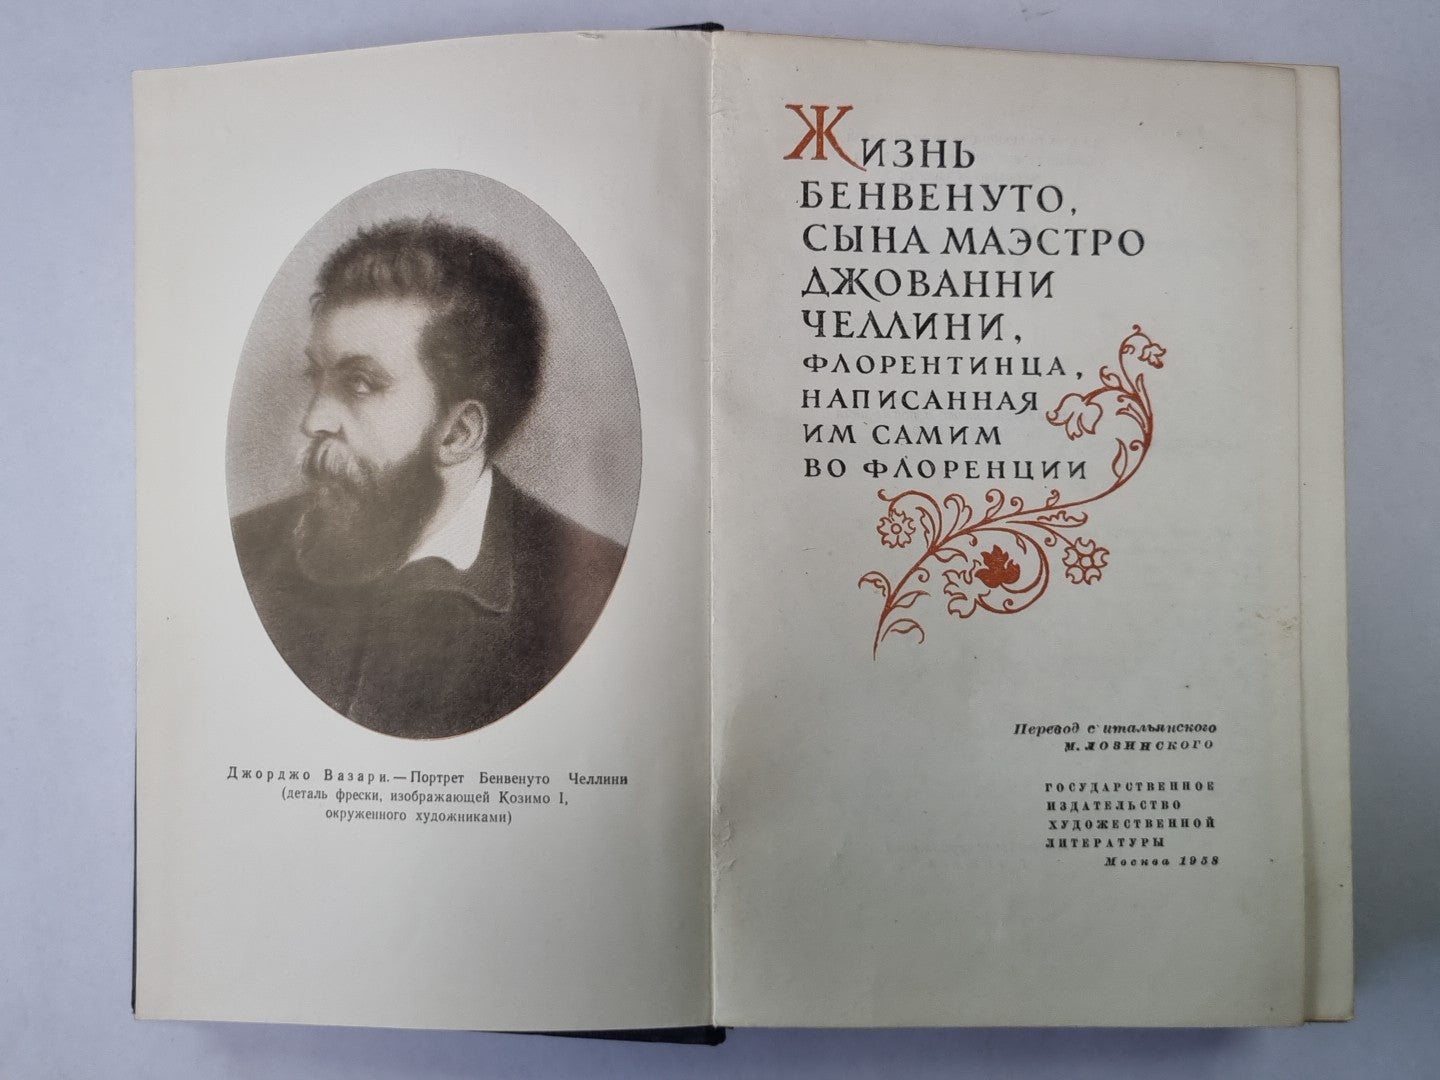 Джорджо Вазари.—Портрет Бенвенуто Челлини
(деталь фрески, изображающей Козимо I,
окруженного художниками)
Жизнь
БЕНВЕНУТО,
СЫНА МАЭСТРО
ДЖОВАННИ
ЧЕЛЛИНИ,
ФЛОРЕНТИНЦА,
НАПИСАННАЯ
ИМ САМИМ
ВО ФЛОРЕНЦИИ
Перевод с итальянского
М. ЛОЗИНСКОГО
ГОСУДАРСТВЕННОЕ
ИЗДАТЕЛЬСТВО
ХУДОЖЕСТВЕННОЙ
ЛИТЕРАТУРЫ
Москва 1958